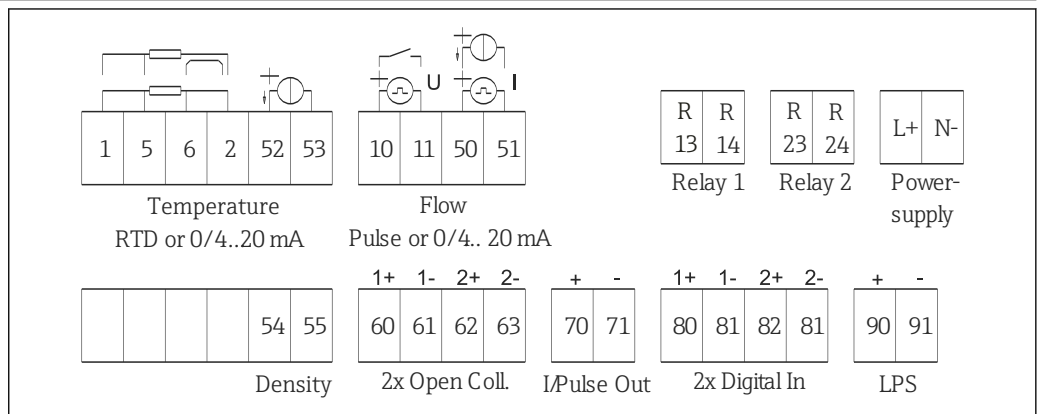 + U + I
+ + +
1 5 6 2 52 53 10 11 50 51 R 13 R 14 R 23 R 24 L+ N-
Relay 1 Relay 2 Power-
supply
Temperature Flow
RTD or 0/4..20 mA Pulse or 0/4.. 20 mA
1+ 1- 2+ 2- + - 1+ 1- 2+ 2- + -
54 55 60 61 62 63 70 71 80 81 82 81 90 91
Density 2x Open Coll. I/Pulse Out 2x Digital In LPS